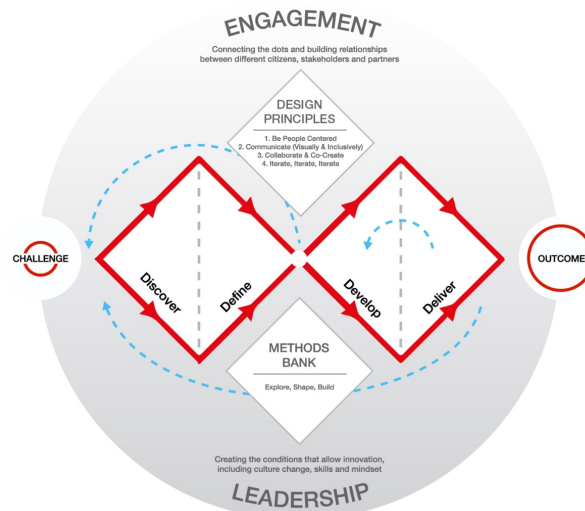 ENGAGEMENT
Connecting the dots and building relationships
between different citizens, stakeholders and partners
DESIGN
PRINCIPLES
1. Be People Centered
2. Communicate (Visually & Inclusively)
3. Collaborate & Co-Create
4. Iterate, Iterate, Iterate
CHALLENGE
Discover
Define
Develop
Deliver
OUTCOME
METHODS
BANK
Explore, Shape, Build
Creating the conditions that allow innovation,
including culture change, skills and mindset
LEADERSHIP